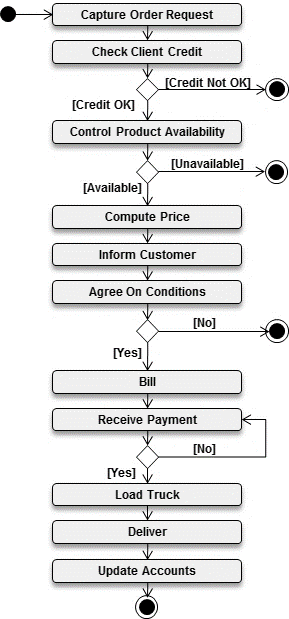 Capture Order Request
Check Client Credit
[Credit Not OK]
[Credit OK]
Control Product Availability
[Unavailable]
[Available]
Compute Price
Inform Customer
Agree On Conditions
[No]
[Yes]
Bill
Receive Payment
[No]
[Yes]
Load Truck
Deliver
Update Accounts